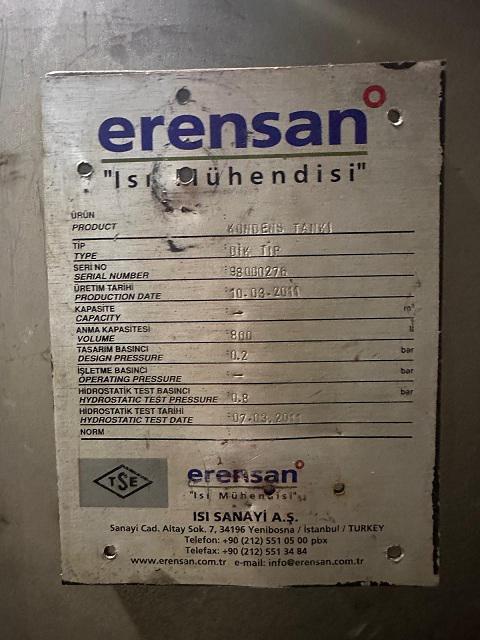 erensan
"Isı Mühendisi"
ÜRÜN
PRODUCT : KONDENS TANKI
TİP
TYPE : DİK TİP
SERİ NO
SERIAL NUMBER : 98000276
ÜRETİM TARİHİ
PRODUCTION DATE : 10-03-2011
KAPASİTE
CAPACITY : — m³
ANMA KAPASİTESİ
VOLUME : 800 lt
TASARIM BASINCI
DESIGN PRESSURE : 0.2 bar
İŞLETME BASINCI
OPERATING PRESSURE : — bar
HİDROSTATİK TEST BASINCI
HYDROSTATIC TEST PRESSURE : 0.8 bar
HİDROSTATİK TEST TARİHİ
HYDROSTATIC TEST DATE : 07-03-2011
NORM
TSE
erensan
"Isı Mühendisi"
ISI SANAYİ A.Ş.
Sanayi Cad. Altay Sok. 7, 34196 Yenibosna / İstanbul / TURKEY
Telefon: +90 (212) 551 05 00 pbx
Telefax: +90 (212) 551 34 84
www.erensan.com.tr e-mail: info@erensan.com.tr